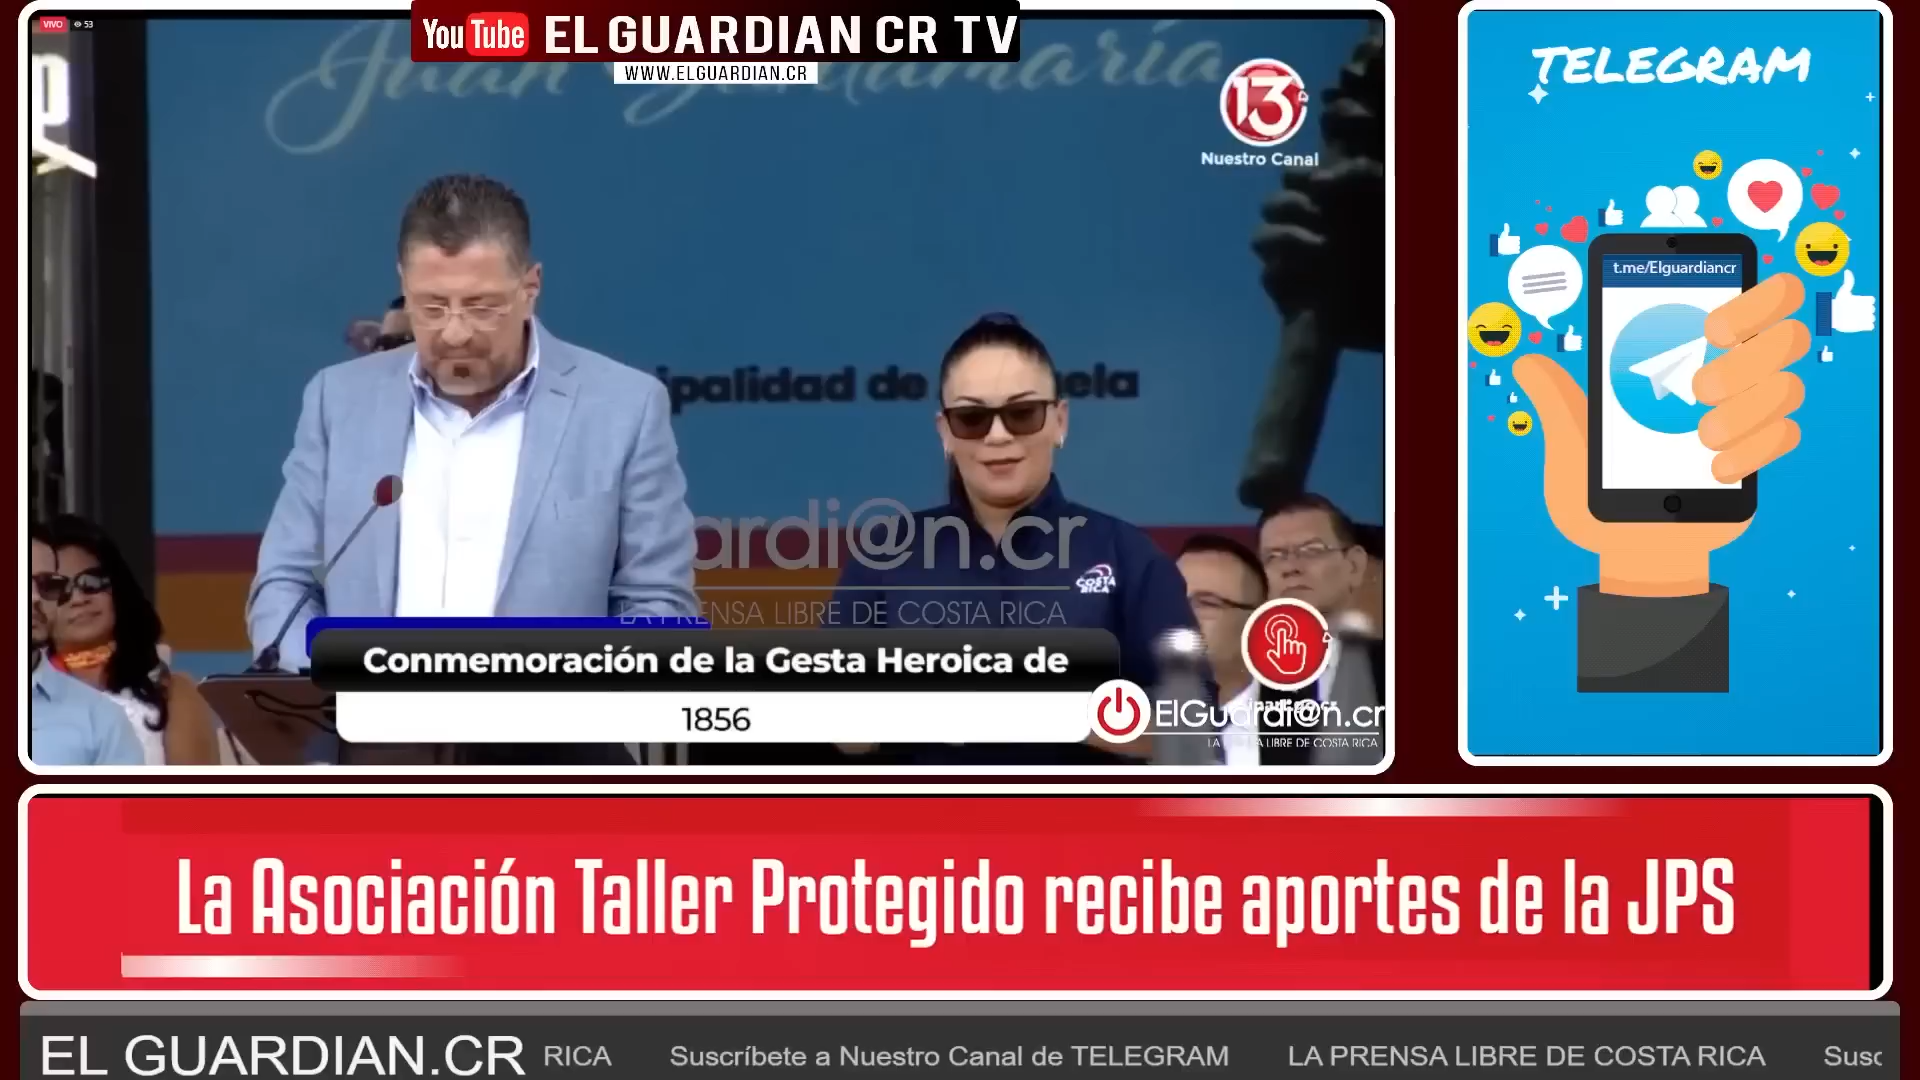 VIVO
53
YouTube EL GUARDIAN CR TV
WWW.ELGUARDIAN.CR
13
Nuestro Canal
COSTA
RICA
ardi@n.cr
LA PRENSA LIBRE DE COSTA RICA
Conmemoración de la Gesta Heroica de
1856
ElGuardi@n.cr
LA PRENSA LIBRE DE COSTA RICA
TELEGRAM
t.me/Elguardiancr
La Asociación Taller Protegido recibe aportes de la JPS
EL GUARDIAN.CR
RICA Suscríbete a Nuestro Canal de TELEGRAM LA PRENSA LIBRE DE COSTA RICA Susc